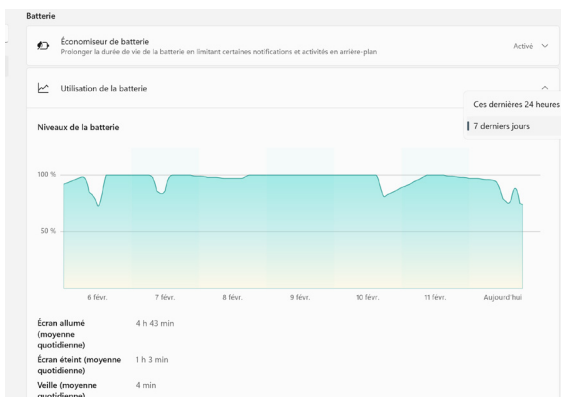 Batterie
Économiseur de batterie
Prolonger la durée de vie de la batterie en limitant certaines notifications et activités en arrière-plan
Activé
Utilisation de la batterie
Ces dernières 24 heures
7 derniers jours
Niveaux de la batterie
100 %
50 %
6 févr.
7 févr.
8 févr.
9 févr.
10 févr.
11 févr.
Aujourd'hui
Écran allumé
(moyenne
quotidienne)
4 h 43 min
Écran éteint (moyenne
quotidienne)
1 h 3 min
Veille (moyenne
quotidienne)
4 min